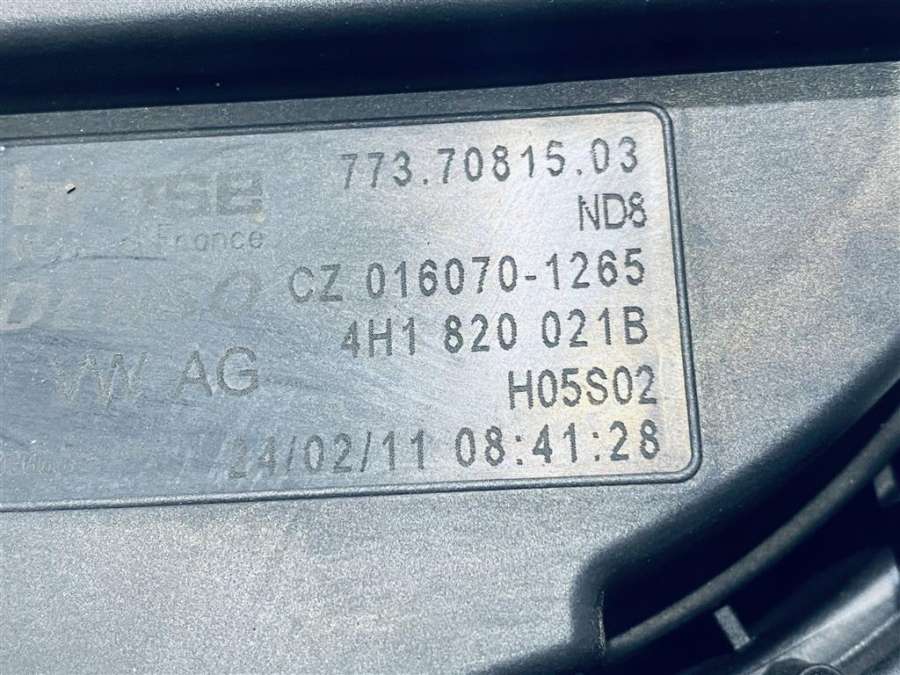 773.70815.03
ND8
France
CZ 016070-1265
4H1 820 021B
VW AG
H05S02
24/02/11 08:41:28